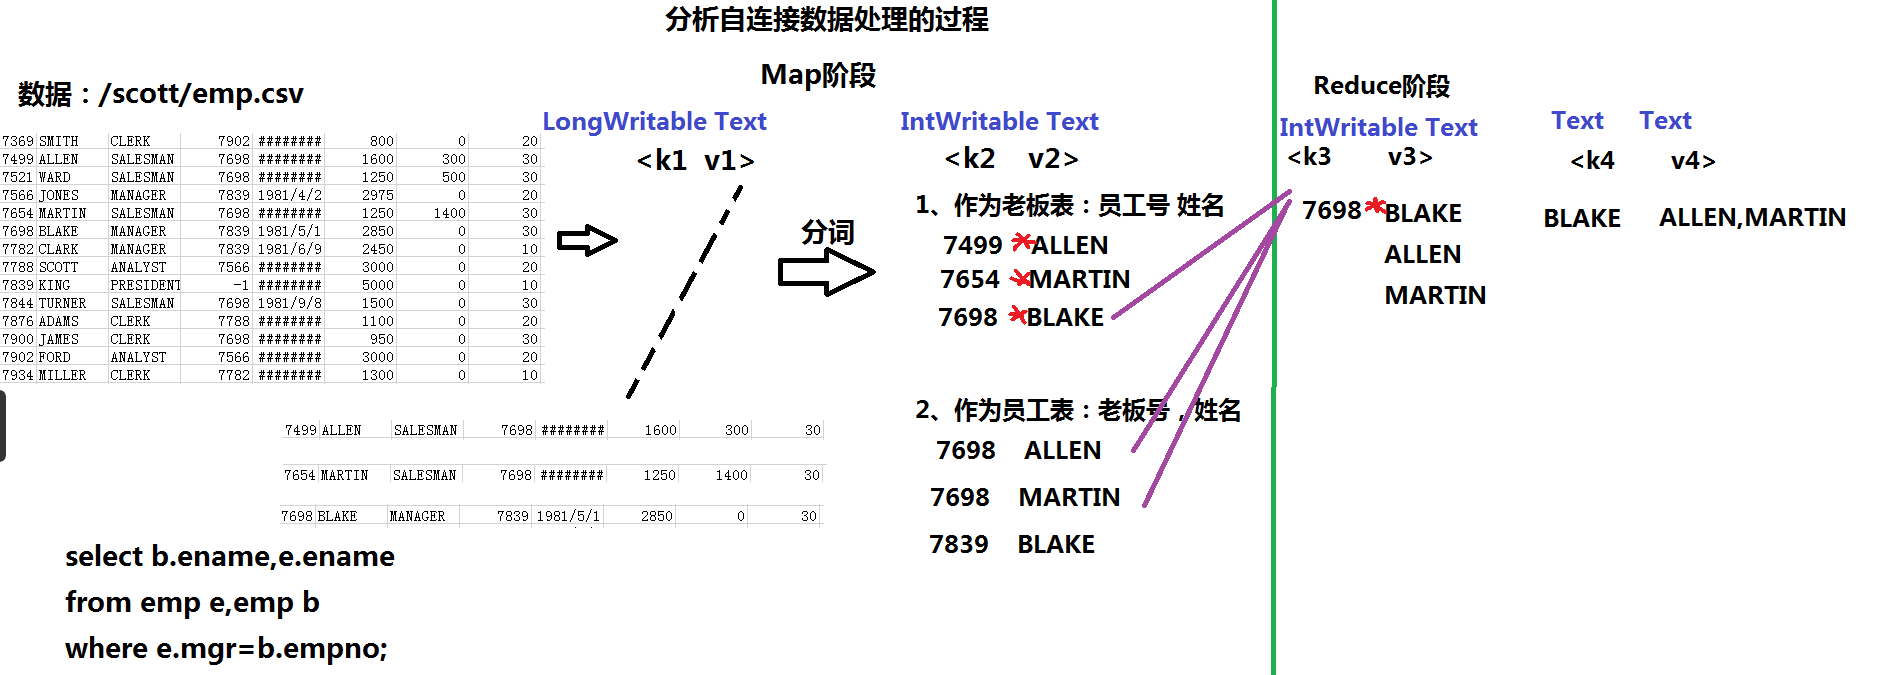 分析自连接数据处理的过程
Map阶段
Reduce阶段
数据：/scott/emp.csv
LongWritable Text
<k1 v1>
IntWritable Text
<k2 v2>
IntWritable Text
<k3 v3>
Text Text
<k4 v4>
7369 SMITH CLERK 7902 ######## 800 0 20
7499 ALLEN SALESMAN 7698 ######## 1600 300 30
7521 WARD SALESMAN 7698 ######## 1250 500 30
7566 JONES MANAGER 7839 1981/4/2 2975 0 20
7654 MARTIN SALESMAN 7698 ######## 1250 1400 30
7698 BLAKE MANAGER 7839 1981/5/1 2850 0 30
7782 CLARK MANAGER 7839 1981/6/9 2450 0 10
7788 SCOTT ANALYST 7566 ######## 3000 0 20
7839 KING PRESIDENT -1 ######## 5000 0 10
7844 TURNER SALESMAN 7698 1981/9/8 1500 0 30
7876 ADAMS CLERK 7788 ######## 1100 0 20
7900 JAMES CLERK 7698 ######## 950 0 30
7902 FORD ANALYST 7566 ######## 3000 0 20
7934 MILLER CLERK 7782 ######## 1300 0 10
分词
1、作为老板表：员工号 姓名
7499 *ALLEN
7654 *MARTIN
7698 *BLAKE
7698 *BLAKE
ALLEN
MARTIN
BLAKE ALLEN,MARTIN
2、作为员工表：老板号，姓名
7698 ALLEN
7698 MARTIN
7839 BLAKE
7499 ALLEN SALESMAN 7698 ######## 1600 300 30
7654 MARTIN SALESMAN 7698 ######## 1250 1400 30
7698 BLAKE MANAGER 7839 1981/5/1 2850 0 30
select b.ename,e.ename
from emp e,emp b
where e.mgr=b.empno;